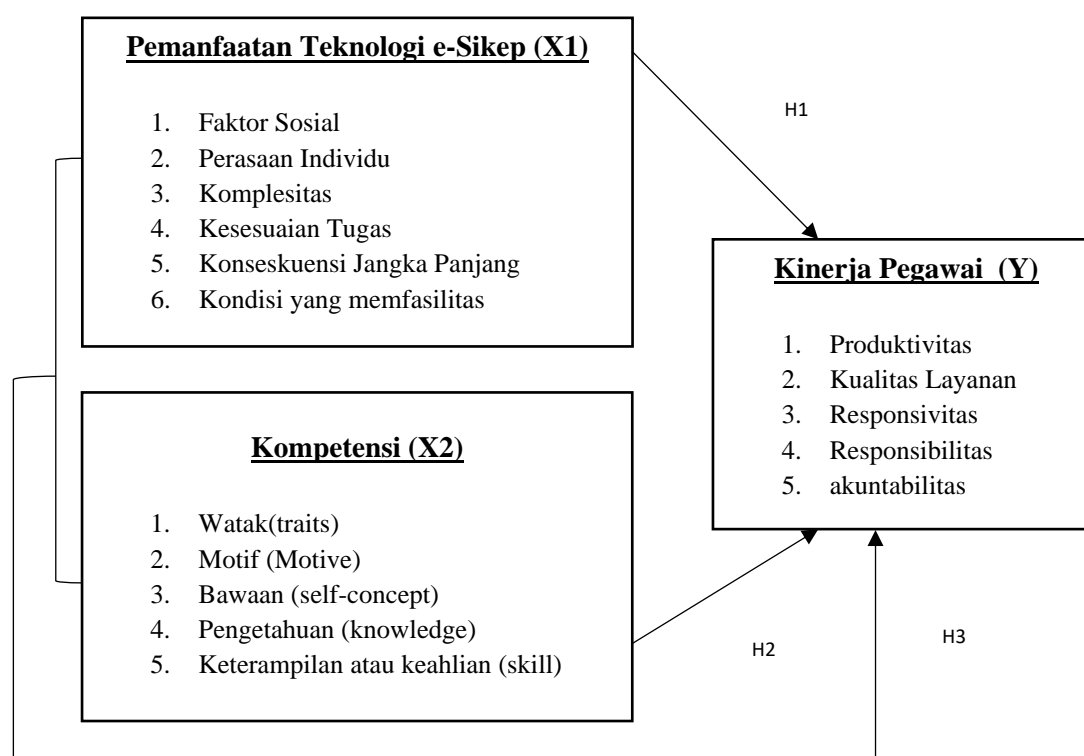 Pemanfaatan Teknologi e-Sikep (X1)
1. Faktor Sosial
2. Perasaan Individu
3. Komplesitas
4. Kesesuaian Tugas
5. Konseskuensi Jangka Panjang
6. Kondisi yang memfasilitas
H1
Kinerja Pegawai (Y)
1. Produktivitas
2. Kualitas Layanan
3. Responsivitas
4. Responsibilitas
5. akuntabilitas
Kompetensi (X2)
1. Watak(traits)
2. Motif (Motive)
3. Bawaan (self-concept)
4. Pengetahuan (knowledge)
5. Keterampilan atau keahlian (skill)
H2
H3